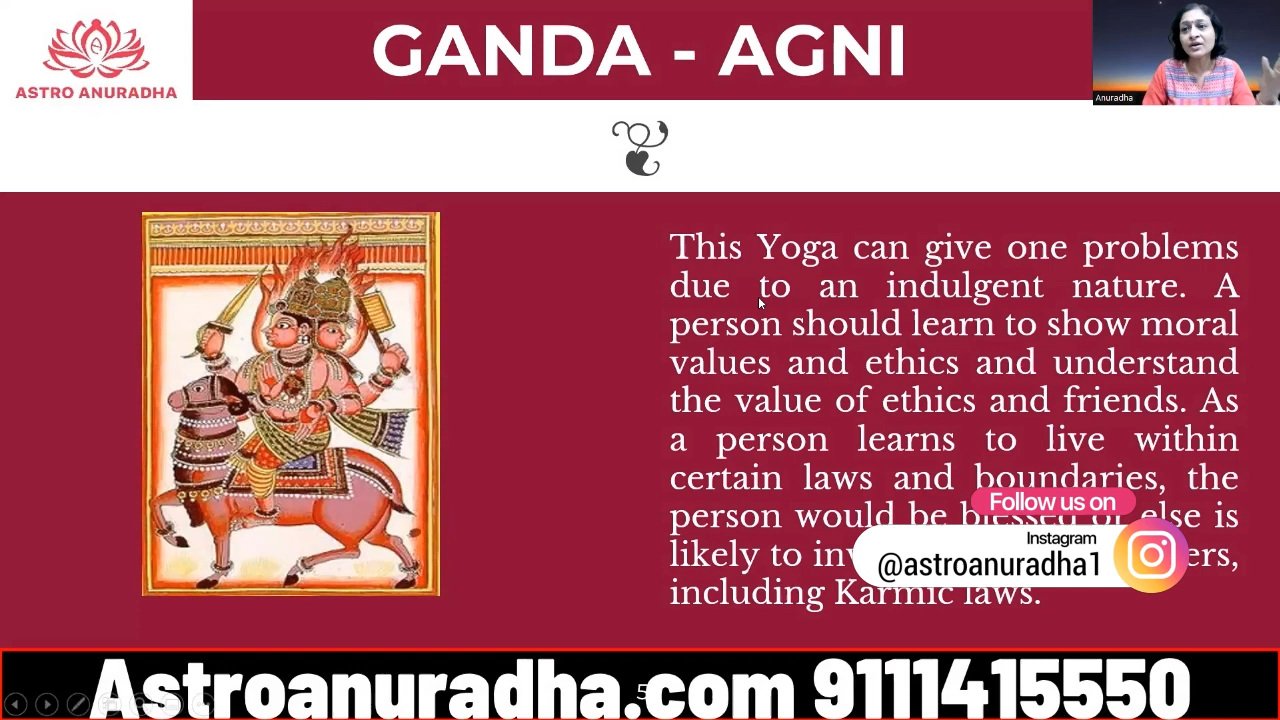 GANDA - AGNI
ASTRO ANURADHA
Anuradha
This Yoga can give one problems
due to an indulgent nature. A
person should learn to show moral
values and ethics and understand
the value of ethics and friends. As
a person learns to live within
certain laws and boundaries, the
person would be blessed or else is
likely to
including Karmic laws.
Follow us on
Instagram
@astroanuradha1
5
Astroanuradha.com 9111415550